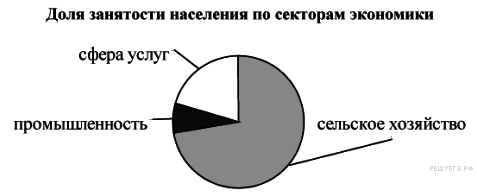 Доля занятости населения по секторам экономики
сфера услуг
промышленность
сельское хозяйство
РЕШУЕГЭ.РФ